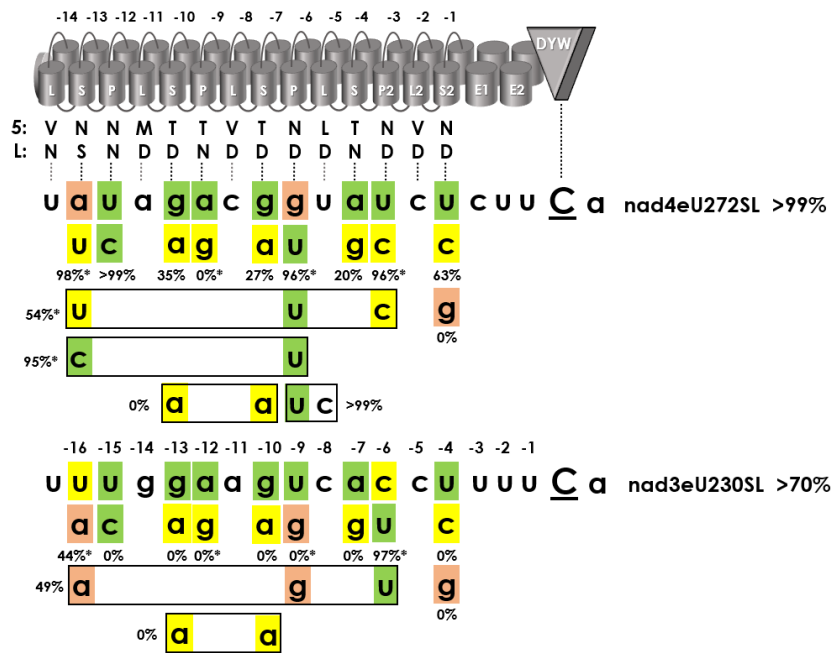 -14 -13 -12 -11 -10 -9 -8 -7 -6 -5 -4 -3 -2 -1
DYW
L S P L S P L S P L S P2 L2 S2 E1 E2
5: V N N M T T V T N L T N V N
L: N S N D D N D D D D N D D D
u a u a g a c g g u a u c u c u u C a nad4eU272SL >99%
u c a g a u g c c
98%* >99% 35% 0%* 27% 96%* 20% 96%* 63%
54%* u u c g
0%
95%* c u
0% a a u c >99%
-16 -15 -14 -13 -12 -11 -10 -9 -8 -7 -6 -5 -4 -3 -2 -1
u u u g g a a g u c a c c u u u u C a nad3eU230SL >70%
a c a g a g g u c
44%* 0% 0% 0%* 0% 0%* 0% 97%* 0%
49% a g u g
0%
0% a a